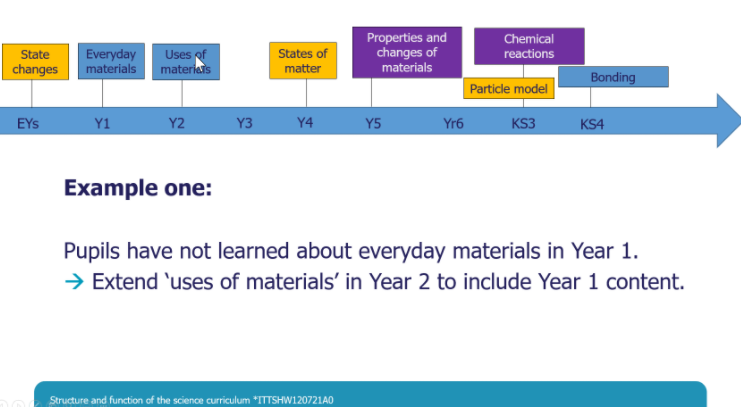 State
changes
Everyday
materials
Uses of
materials
States of
matter
Properties and
changes of
materials
Chemical
reactions
Particle model
Bonding
EYs
Y1
Y2
Y3
Y4
Y5
Yr6
KS3
KS4
Example one:
Pupils have not learned about everyday materials in Year 1.
→ Extend ‘uses of materials’ in Year 2 to include Year 1 content.
Structure and function of the science curriculum *ITTSHW120721A0